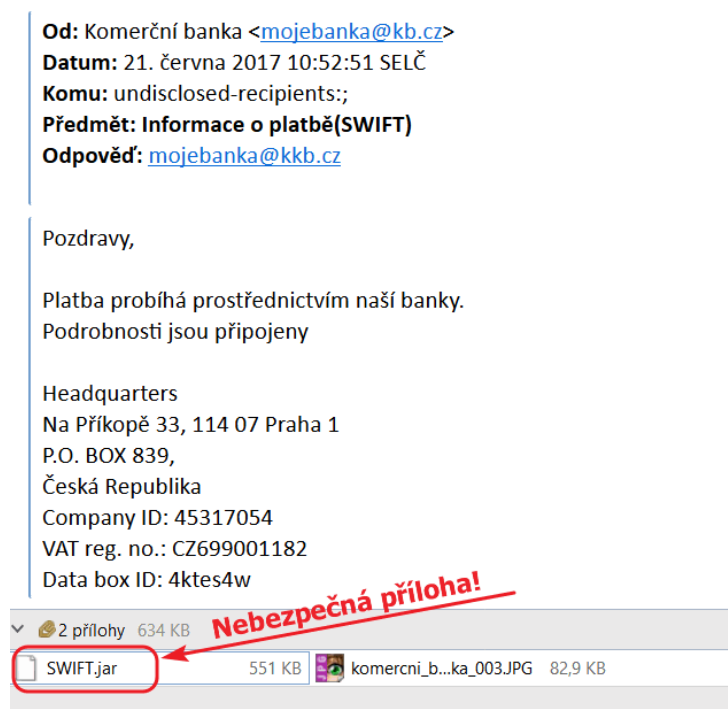 Od: Komerční banka <mojebanka@kb.cz>
Datum: 21. června 2017 10:52:51 SELČ
Komu: undisclosed-recipients:;
Předmět: Informace o platbě(SWIFT)
Odpověď: mojebanka@kkb.cz
Pozdravy,
Platba probíhá prostřednictvím naší banky.
Podrobnosti jsou připojeny
Headquarters
Na Příkopě 33, 114 07 Praha 1
P.O. BOX 839,
Česká Republika
Company ID: 45317054
VAT reg. no.: CZ699001182
Data box ID: 4ktes4w
Nebezpečná příloha!
2 přílohy 634 KB
SWIFT.jar 551 KB JPG komercni_b...ka_003.JPG 82,9 KB